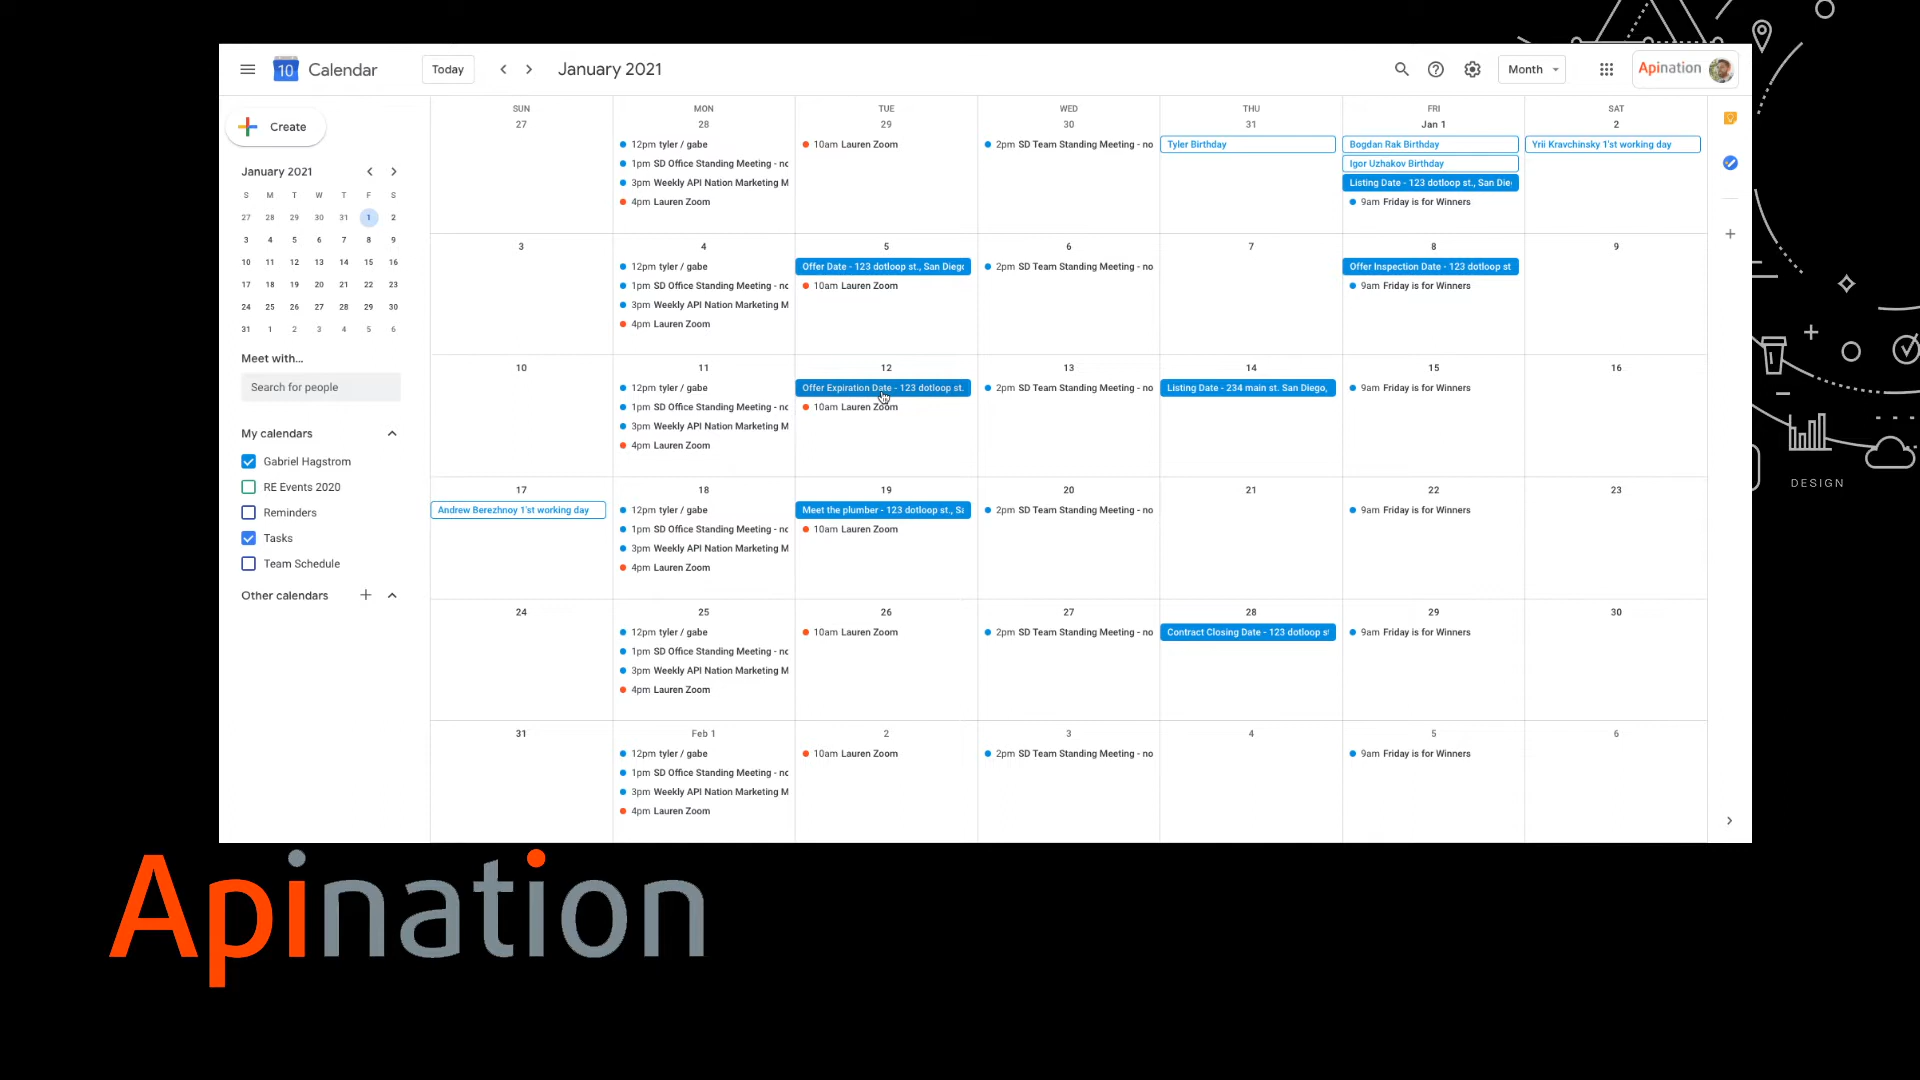 10 Calendar Today January 2021 Month Apination
Create
January 2021
S M T W T F S
27 28 29 30 31 1 2
3 4 5 6 7 8 9
10 11 12 13 14 15 16
17 18 19 20 21 22 23
24 25 26 27 28 29 30
31 1 2 3 4 5 6
Meet with...
Search for people
My calendars
Gabriel Hagstrom
RE Events 2020
Reminders
Tasks
Team Schedule
Other calendars
SUN MON TUE WED THU FRI SAT
27 28 29 30 31 Jan 1 2
12pm tyler / gabe
1pm SD Office Standing Meeting - no
3pm Weekly API Nation Marketing M
4pm Lauren Zoom
10am Lauren Zoom
2pm SD Team Standing Meeting - no
Tyler Birthday
Bogdan Rak Birthday
Igor Uzhakov Birthday
Listing Date - 123 dotloop st., San Die
9am Friday is for Winners
Yrii Kravchinsky 1'st working day
3 4 5 6 7 8 9
12pm tyler / gabe
1pm SD Office Standing Meeting - no
3pm Weekly API Nation Marketing M
4pm Lauren Zoom
Offer Date - 123 dotloop st., San Diego
10am Lauren Zoom
2pm SD Team Standing Meeting - no
Offer Inspection Date - 123 dotloop st
9am Friday is for Winners
10 11 12 13 14 15 16
12pm tyler / gabe
1pm SD Office Standing Meeting - no
3pm Weekly API Nation Marketing M
4pm Lauren Zoom
Offer Expiration Date - 123 dotloop st.
10am Lauren Zoom
2pm SD Team Standing Meeting - no
Listing Date - 234 main st. San Diego,
9am Friday is for Winners
17 18 19 20 21 22 23
Andrew Berezhnoy 1'st working day
12pm tyler / gabe
1pm SD Office Standing Meeting - no
3pm Weekly API Nation Marketing M
4pm Lauren Zoom
Meet the plumber - 123 dotloop st., Sa
10am Lauren Zoom
2pm SD Team Standing Meeting - no
9am Friday is for Winners
24 25 26 27 28 29 30
12pm tyler / gabe
1pm SD Office Standing Meeting - no
3pm Weekly API Nation Marketing M
4pm Lauren Zoom
10am Lauren Zoom
2pm SD Team Standing Meeting - no
Contract Closing Date - 123 dotloop st
9am Friday is for Winners
31 Feb 1 2 3 4 5 6
12pm tyler / gabe
1pm SD Office Standing Meeting - no
3pm Weekly API Nation Marketing M
4pm Lauren Zoom
10am Lauren Zoom
2pm SD Team Standing Meeting - no
9am Friday is for Winners
DESIGN
Apination